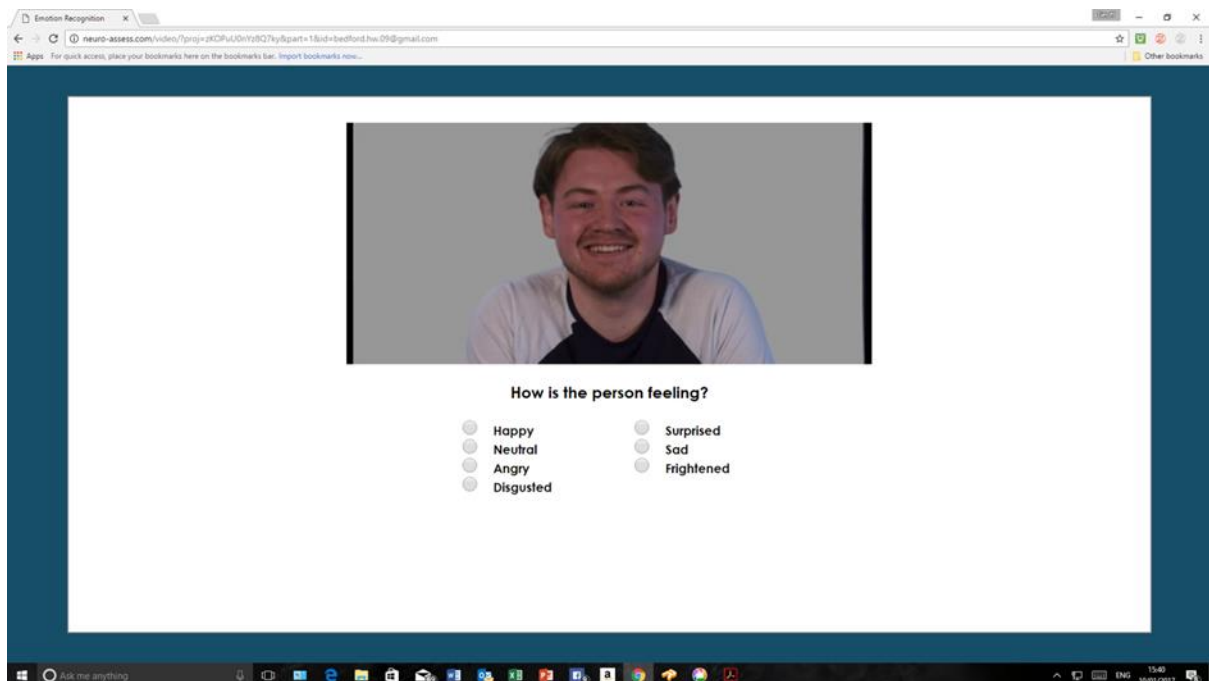 Emotion Recognition
neuro-assess.com/video/?proj=zKOPuU0nYzBQ7ky&part=1&id=bedford.hw.09@gmail.com
Apps For quick access, place your bookmarks here on the bookmarks bar. Import bookmarks now... Other bookmarks
How is the person feeling?
Happy Surprised
Neutral Sad
Angry Frightened
Disgusted
Ask me anything ENG 15:40